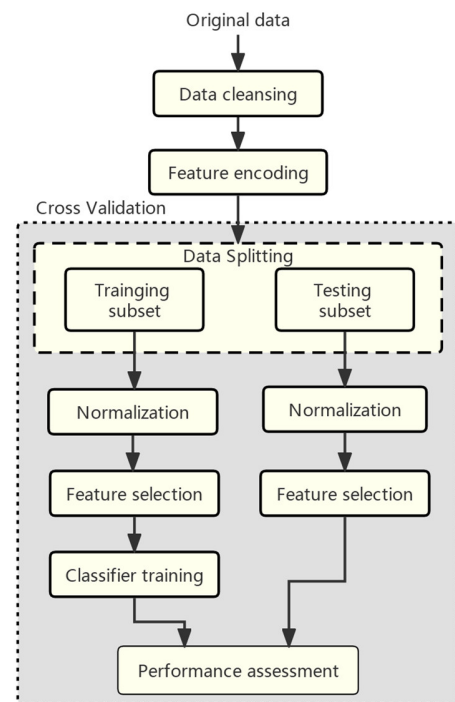 Original data
Data cleansing
Feature encoding
Cross Validation
Data Splitting
Trainging
subset
Testing
subset
Normalization
Normalization
Feature selection
Feature selection
Classifier training
Performance assessment